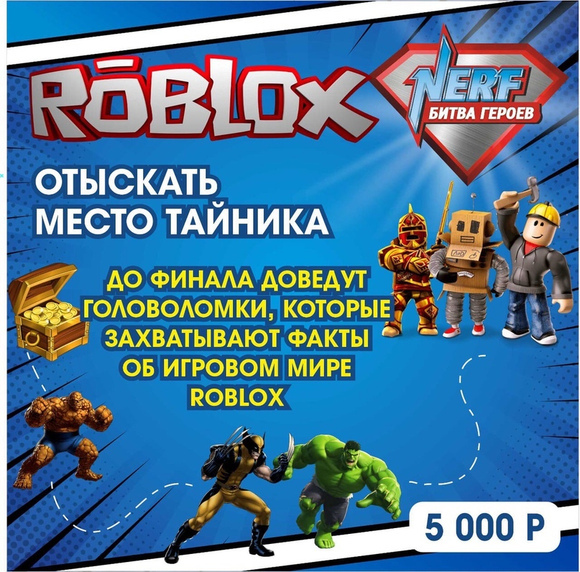 RŌBLOX
NERF
БИТВА ГЕРОЕВ
ОТЫСКАТЬ
МЕСТО ТАЙНИКА
ДО ФИНАЛА ДОВЕДУТ
ГОЛОВОЛОМКИ, КОТОРЫЕ
ЗАХВАТЫВАЮТ ФАКТЫ
ОБ ИГРОВОМ МИРЕ
ROBLOX
5 000 Р